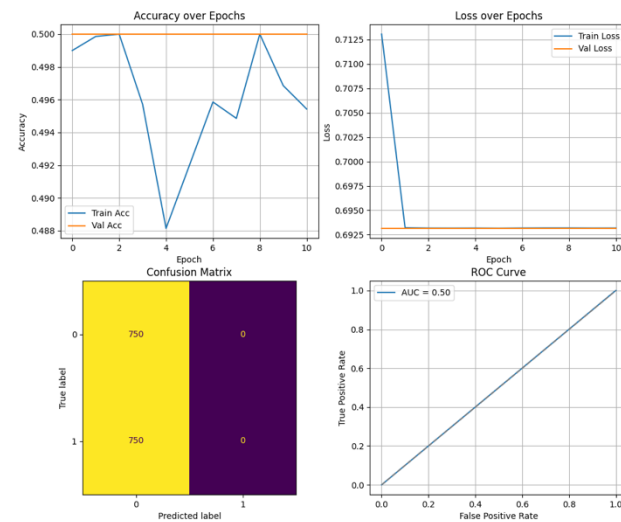 Accuracy over Epochs
0.500
0.498
0.496
0.494
0.492
0.490
0.488
Accuracy
Train Acc
Val Acc
0 2 4 6 8 10
Epoch
Loss over Epochs
0.7125
0.7100
0.7075
0.7050
0.7025
0.7000
0.6975
0.6950
0.6925
Loss
Train Loss
Val Loss
0 2 4 6 8 10
Epoch
Confusion Matrix
True label
0
1
750 0
750 0
0 1
Predicted label
ROC Curve
AUC = 0.50
True Positive Rate
1.0
0.8
0.6
0.4
0.2
0.0
0.0 0.2 0.4 0.6 0.8 1.0
False Positive Rate